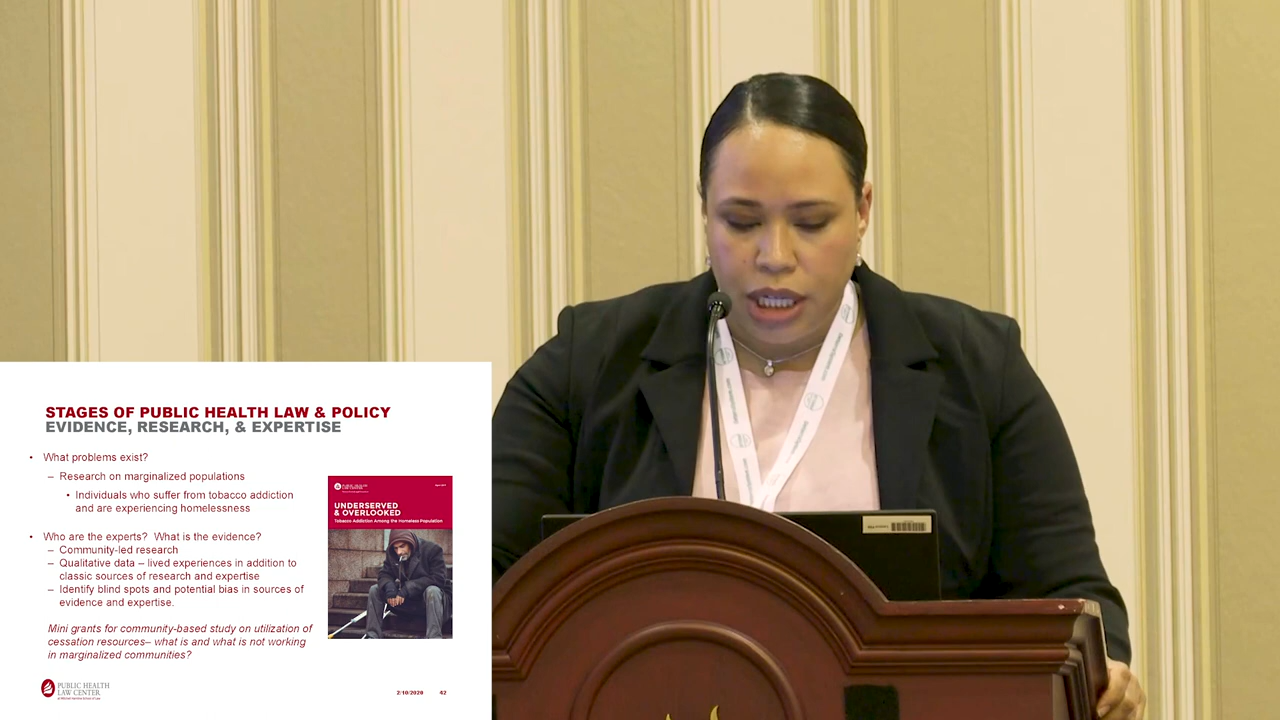 STAGES OF PUBLIC HEALTH LAW & POLICY
EVIDENCE, RESEARCH, & EXPERTISE
• What problems exist?
– Research on marginalized populations
• Individuals who suffer from tobacco addiction
and are experiencing homelessness
• Who are the experts? What is the evidence?
– Community-led research
– Qualitative data – lived experiences in addition to
classic sources of research and expertise
– Identify blind spots and potential bias in sources of
evidence and expertise.
Mini grants for community-based study on utilization of
cessation resources– what is and what is not working
in marginalized communities?
PUBLIC HEALTH
LAW CENTER
UNDERSERVED
& OVERLOOKED
Tobacco Addiction Among the Homeless Population
PUBLIC HEALTH
LAW CENTER
2/10/2020 62